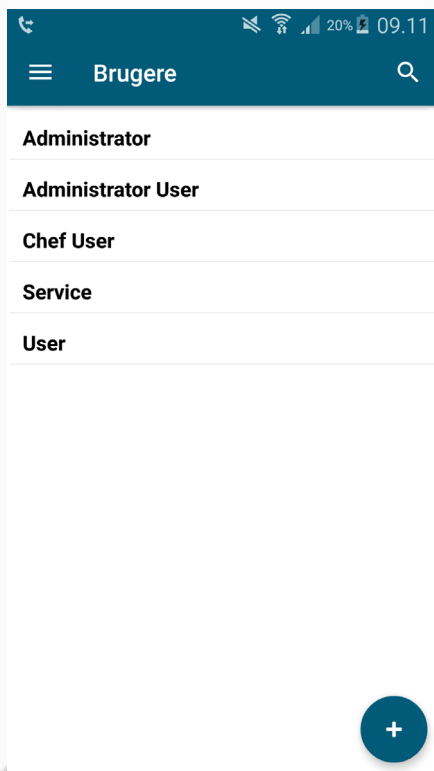 20% 09.11
Brugere
Administrator
Administrator User
Chef User
Service
User